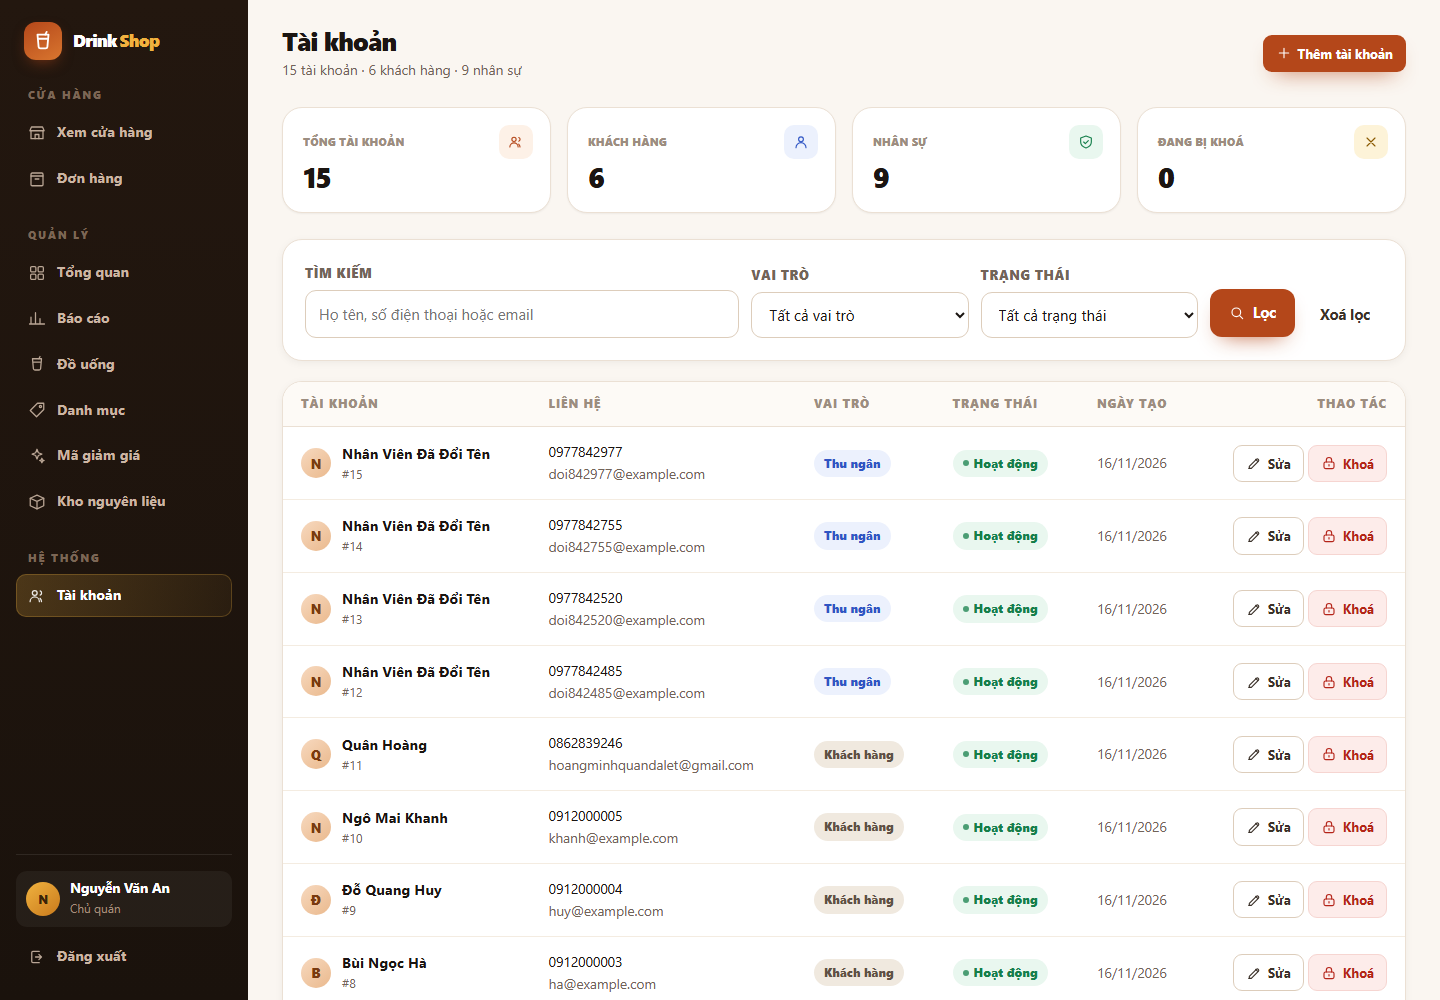 DrinkShop
CỬA HÀNG
Xem cửa hàng
Đơn hàng
QUẢN LÝ
Tổng quan
Báo cáo
Đồ uống
Danh mục
Mã giảm giá
Kho nguyên liệu
HỆ THỐNG
Tài khoản
N
Nguyễn Văn An
Chủ quán
Đăng xuất
Tài khoản
15 tài khoản · 6 khách hàng · 9 nhân sự
Thêm tài khoản
TỔNG TÀI KHOẢN
15
KHÁCH HÀNG
6
NHÂN SỰ
9
ĐANG BỊ KHOÁ
0
TÌM KIẾM
Họ tên, số điện thoại hoặc email
VAI TRÒ
Tất cả vai trò
TRẠNG THÁI
Tất cả trạng thái
Lọc
Xoá lọc
TÀI KHOẢN LIÊN HỆ VAI TRÒ TRẠNG THÁI NGÀY TẠO THAO TÁC
N Nhân Viên Đã Đổi Tên 0977842977 Thu ngân Hoạt động 16/11/2026 Sửa Khoá
#15 doi842977@example.com
N Nhân Viên Đã Đổi Tên 0977842755 Thu ngân Hoạt động 16/11/2026 Sửa Khoá
#14 doi842755@example.com
N Nhân Viên Đã Đổi Tên 0977842520 Thu ngân Hoạt động 16/11/2026 Sửa Khoá
#13 doi842520@example.com
N Nhân Viên Đã Đổi Tên 0977842485 Thu ngân Hoạt động 16/11/2026 Sửa Khoá
#12 doi842485@example.com
Q Quân Hoàng 0862839246 Khách hàng Hoạt động 16/11/2026 Sửa Khoá
#11 hoangminhquandalet@gmail.com
N Ngô Mai Khanh 0912000005 Khách hàng Hoạt động 16/11/2026 Sửa Khoá
#10 khanh@example.com
Đ Đỗ Quang Huy 0912000004 Khách hàng Hoạt động 16/11/2026 Sửa Khoá
#9 huy@example.com
B Bùi Ngọc Hà 0912000003 Khách hàng Hoạt động 16/11/2026 Sửa Khoá
#8 ha@example.com